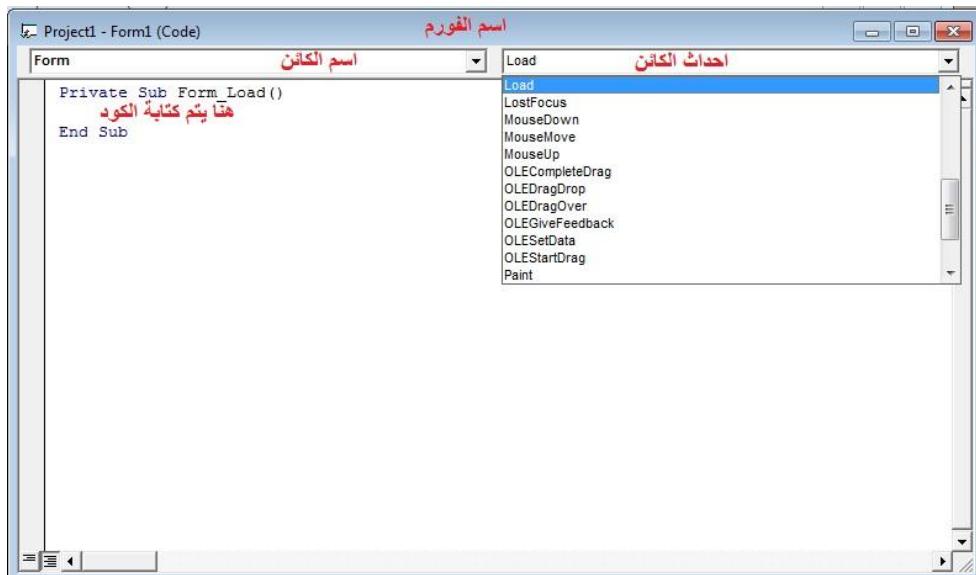 Project1 - Form1 (Code) اسم الفورم
Form اسم الكائن Load احداث الكائن
Private Sub Form_Load()
هنا يتم كتابة الكود
End Sub
Load
LostFocus
MouseDown
MouseMove
MouseUp
OLECompleteDrag
OLEDragDrop
OLEDragOver
OLEGiveFeedback
OLESetData
OLEStartDrag
Paint